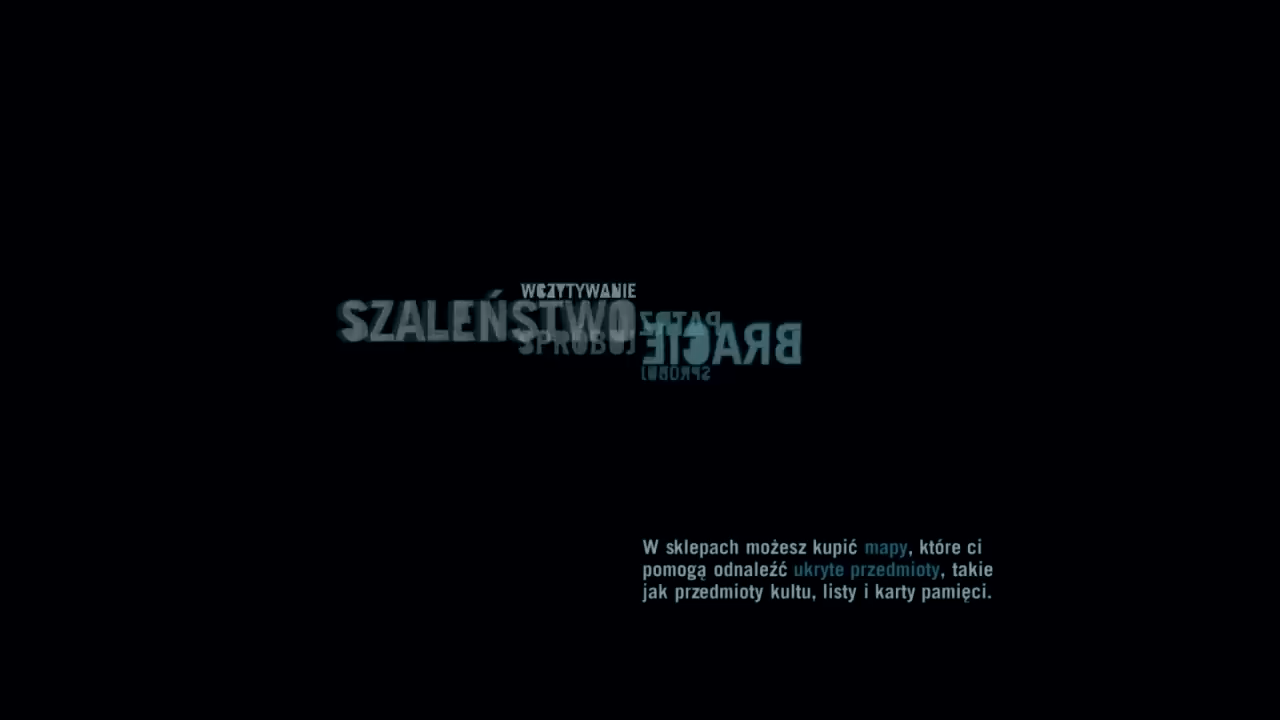 WCZYTYWANIE
SZALEŃSTWO
SPRÓBUJ
PATRZ
BRACIE
SPRÓBUJ
W sklepach możesz kupić mapy, które ci
pomogą odnaleźć ukryte przedmioty, takie
jak przedmioty kultu, listy i karty pamięci.